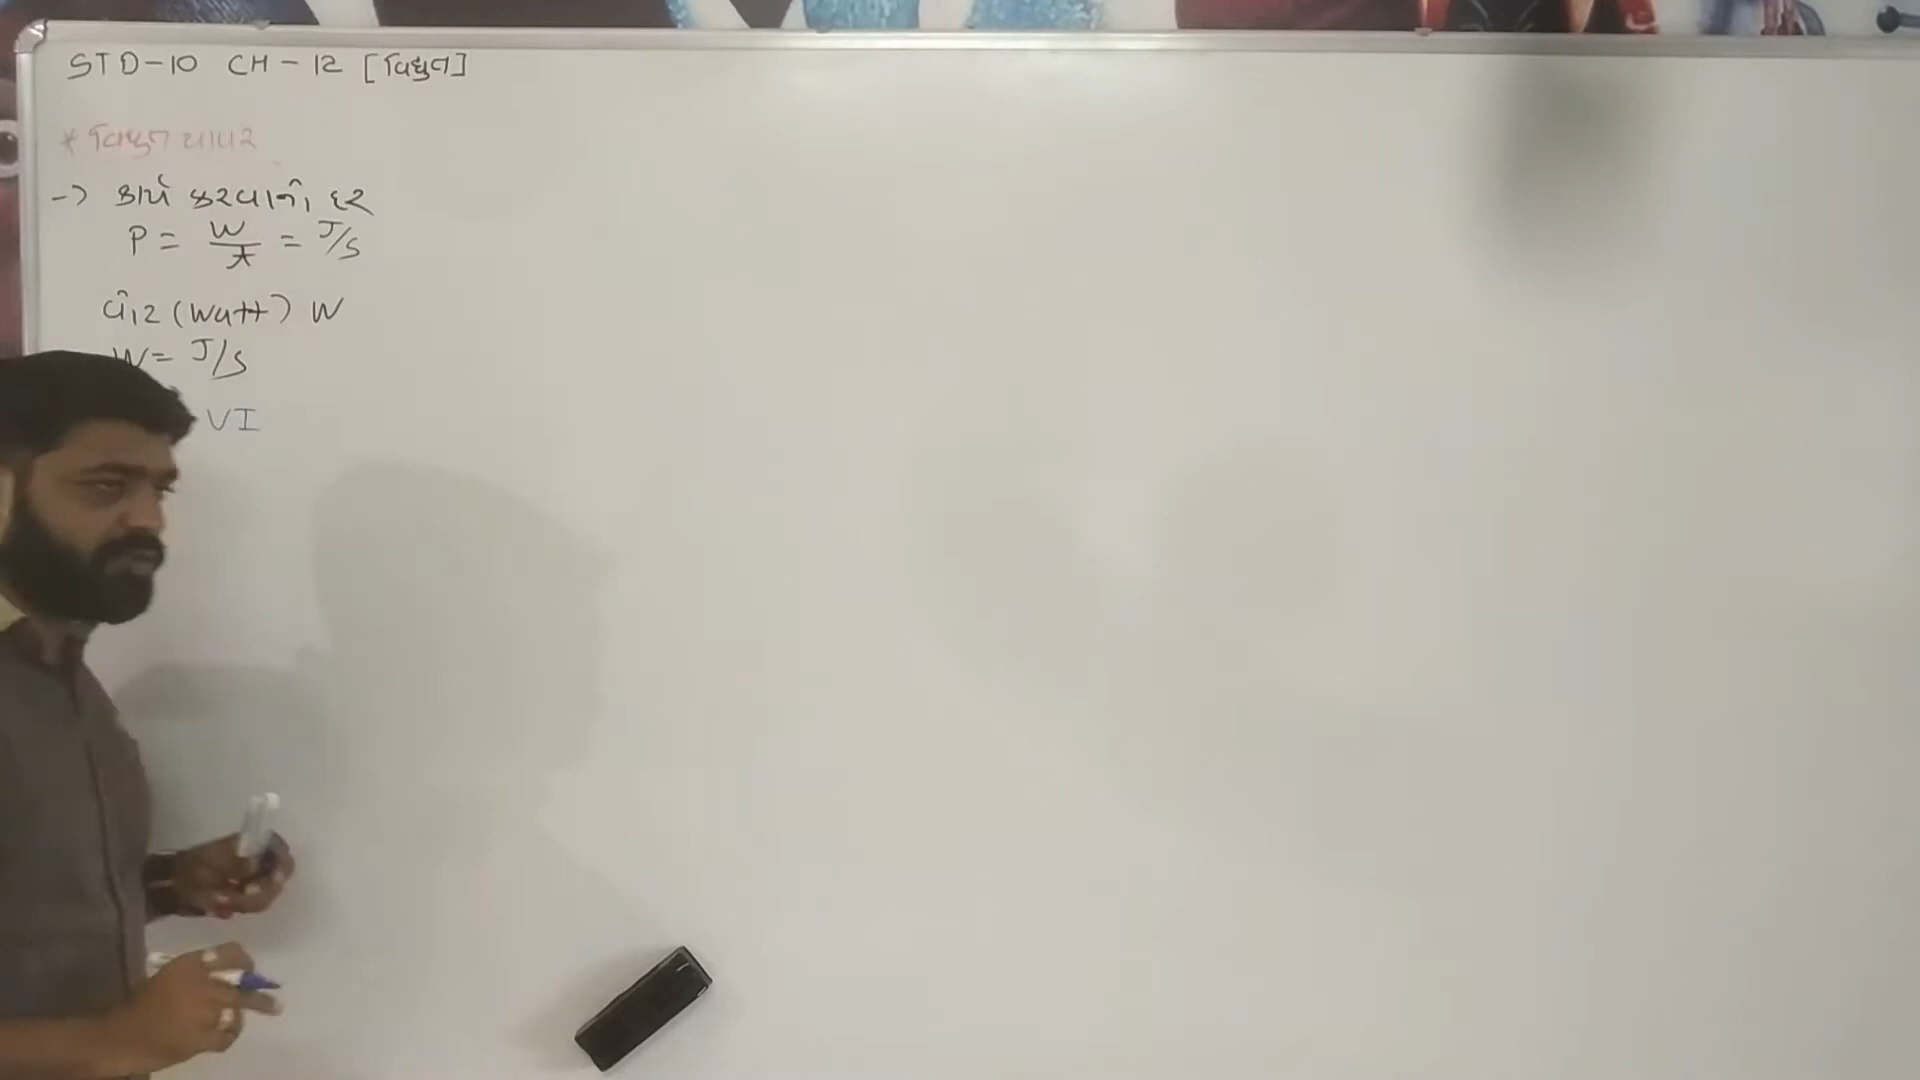 STD-10 CH-12 [વિદ્યુત]
* વિદ્યુત પાવર
-> કાર્ય કરવાનો દર
P = W/t = J/s
વોટ (Watt) W
W = J/s
VI